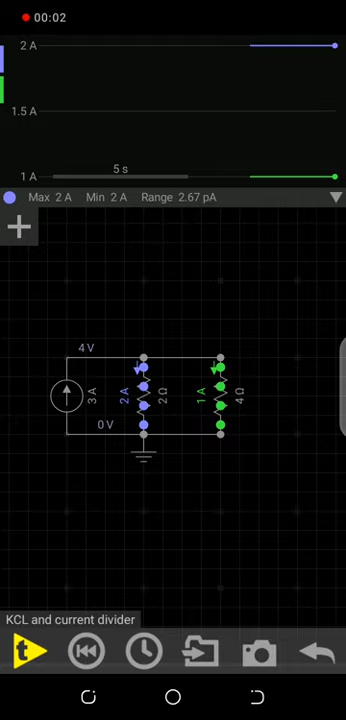 00:02
2 A
1.5 A
5 s
1 A
Max 2 A Min 2 A Range 2.67 pA
+
4 V
3 A
2 A
2 Ω
1 A
4 Ω
0 V
KCL and current divider
t